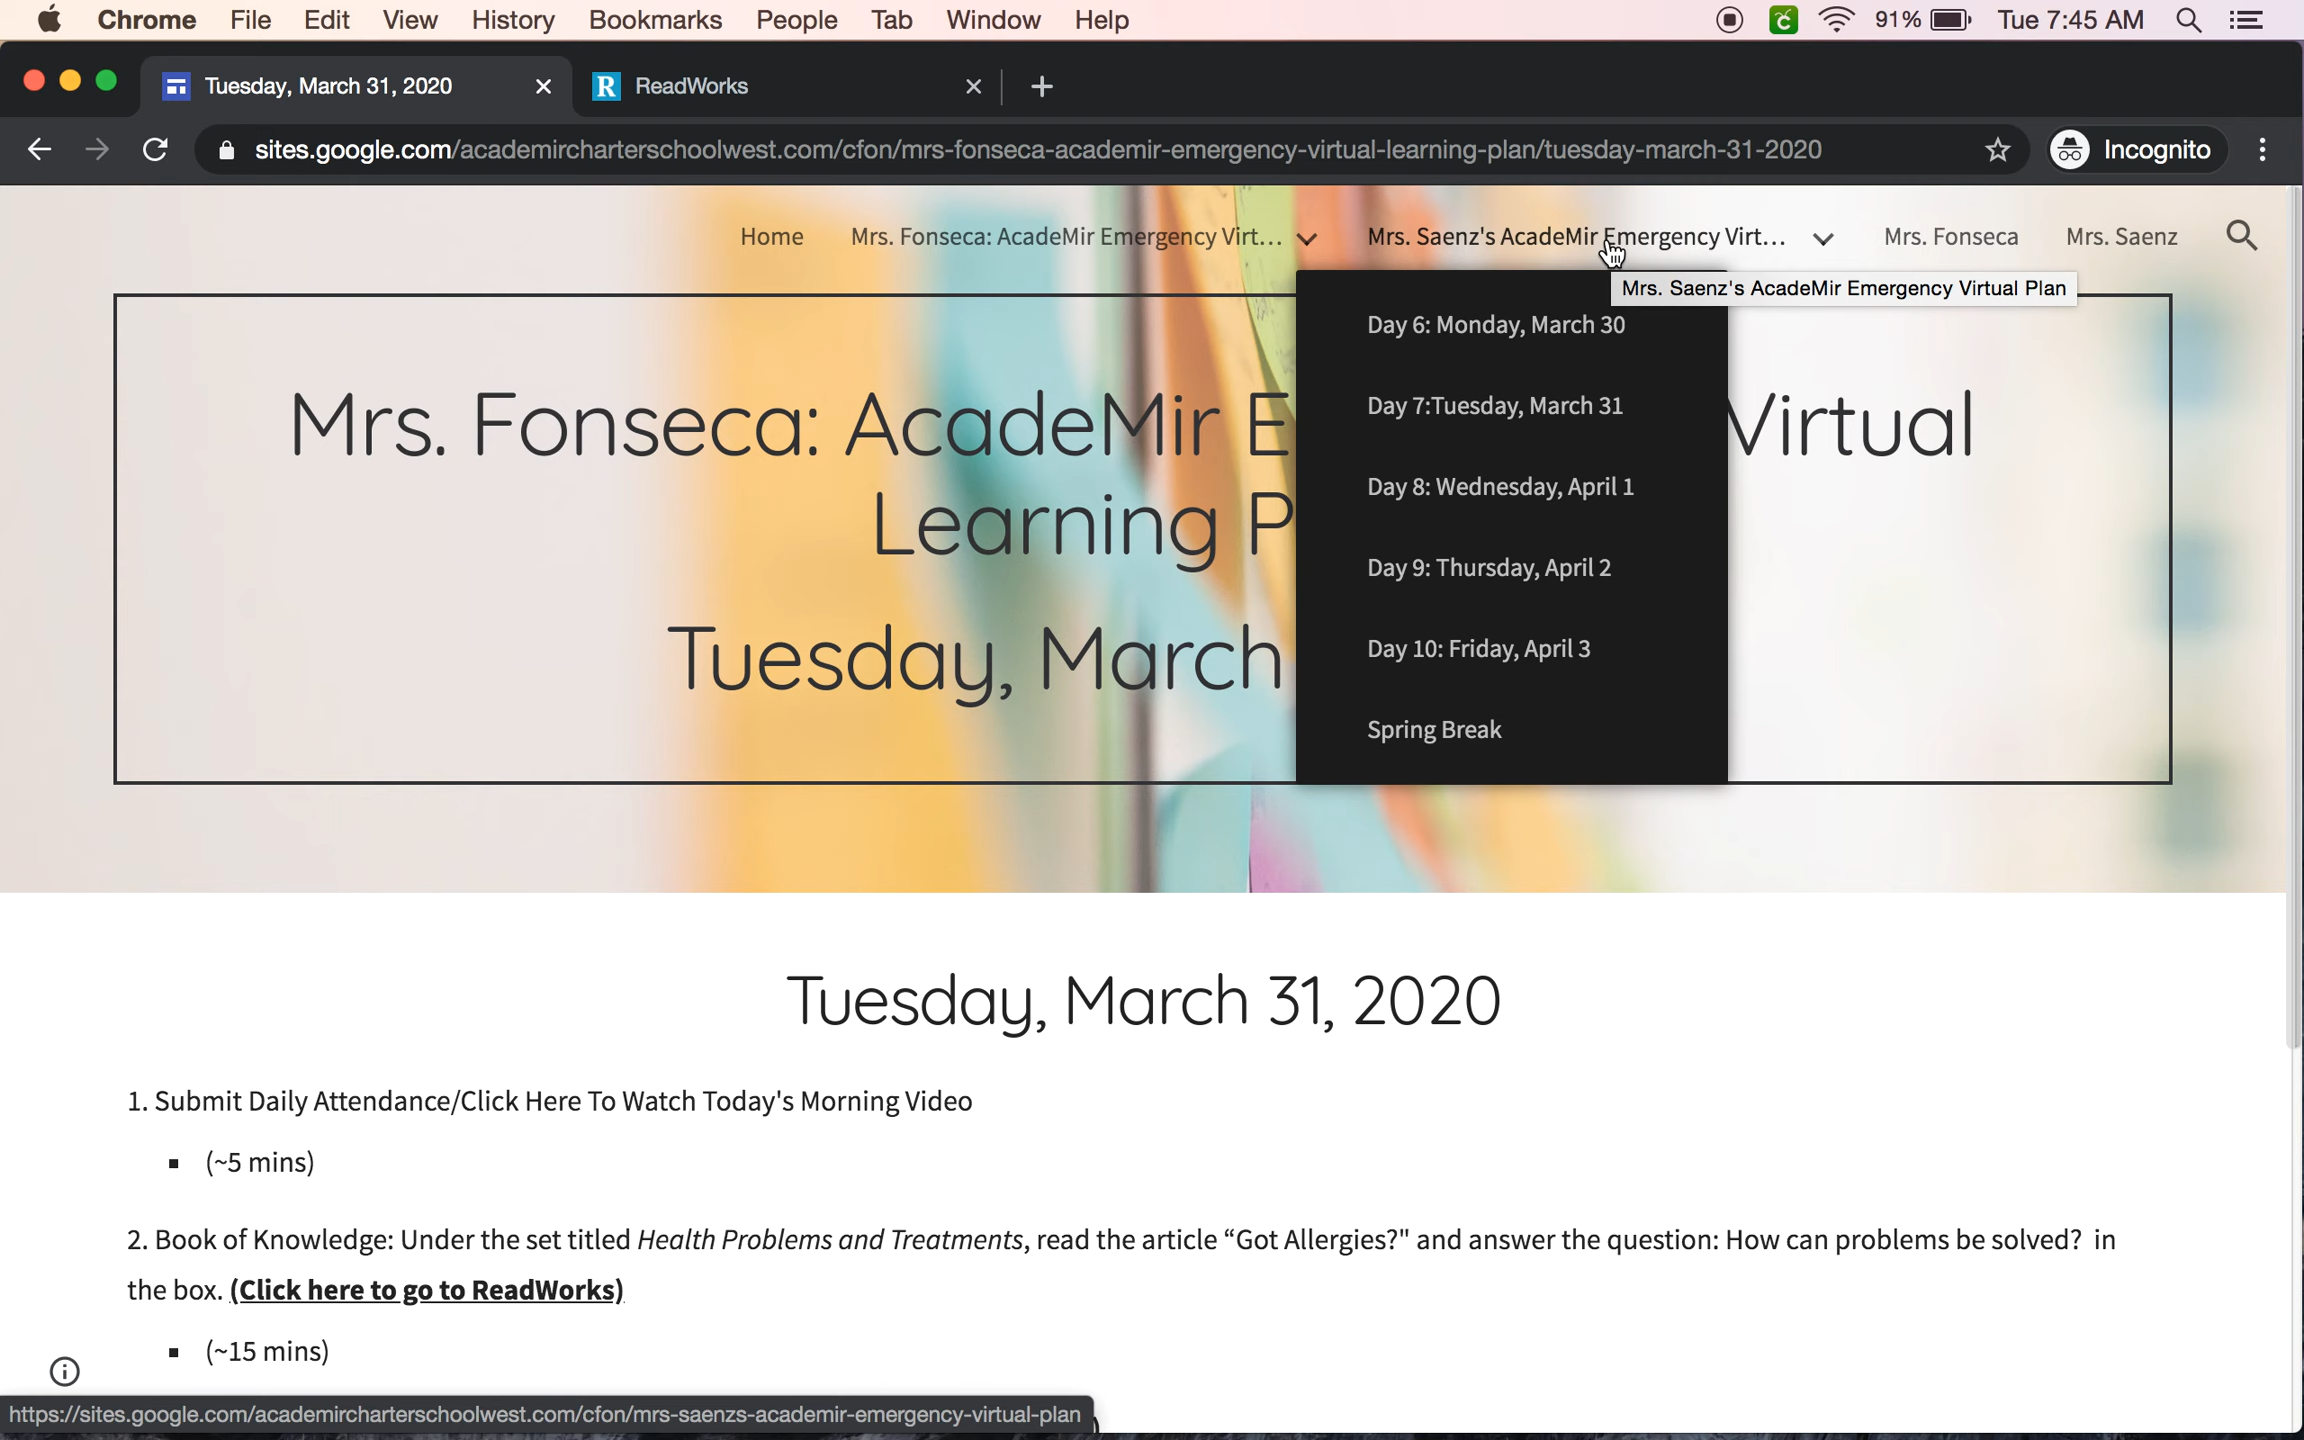 Chrome File Edit View History Bookmarks People Tab Window Help 91% Tue 7:45 AM
Tuesday, March 31, 2020 R ReadWorks
sites.google.com/academircharterschoolwest.com/cfon/mrs-fonseca-academir-emergency-virtual-learning-plan/tuesday-march-31-2020 Incognito
Home Mrs. Fonseca: AcadeMir Emergency Virt... Mrs. Saenz's AcadeMir Emergency Virt... Mrs. Fonseca Mrs. Saenz
Mrs. Saenz's AcadeMir Emergency Virtual Plan
Day 6: Monday, March 30
Day 7:Tuesday, March 31
Day 8: Wednesday, April 1
Day 9: Thursday, April 2
Day 10: Friday, April 3
Spring Break
Mrs. Fonseca: AcadeMir E Virtual
Learning P
Tuesday, March
Tuesday, March 31, 2020
1. Submit Daily Attendance/Click Here To Watch Today's Morning Video
▪ (~5 mins)
2. Book of Knowledge: Under the set titled Health Problems and Treatments, read the article “Got Allergies?" and answer the question: How can problems be solved? in
the box. (Click here to go to ReadWorks)
▪ (~15 mins)
https://sites.google.com/academircharterschoolwest.com/cfon/mrs-saenzs-academir-emergency-virtual-plan